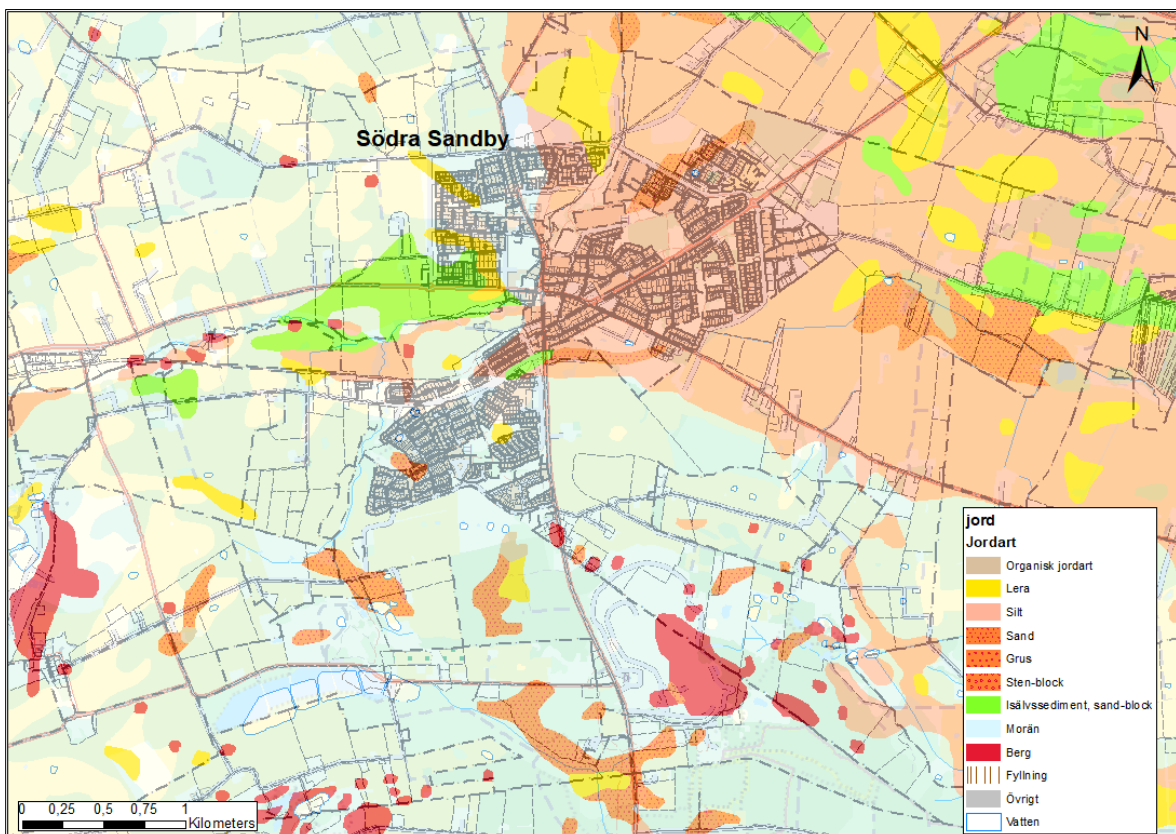 N
Södra Sandby
jord
Jordart
Organisk jordart
Lera
Silt
Sand
Grus
Sten-block
Isälvssediment, sand-block
Morän
Berg
Fyllning
Övrigt
Vatten
0 0,25 0,5 0,75 1
Kilometers